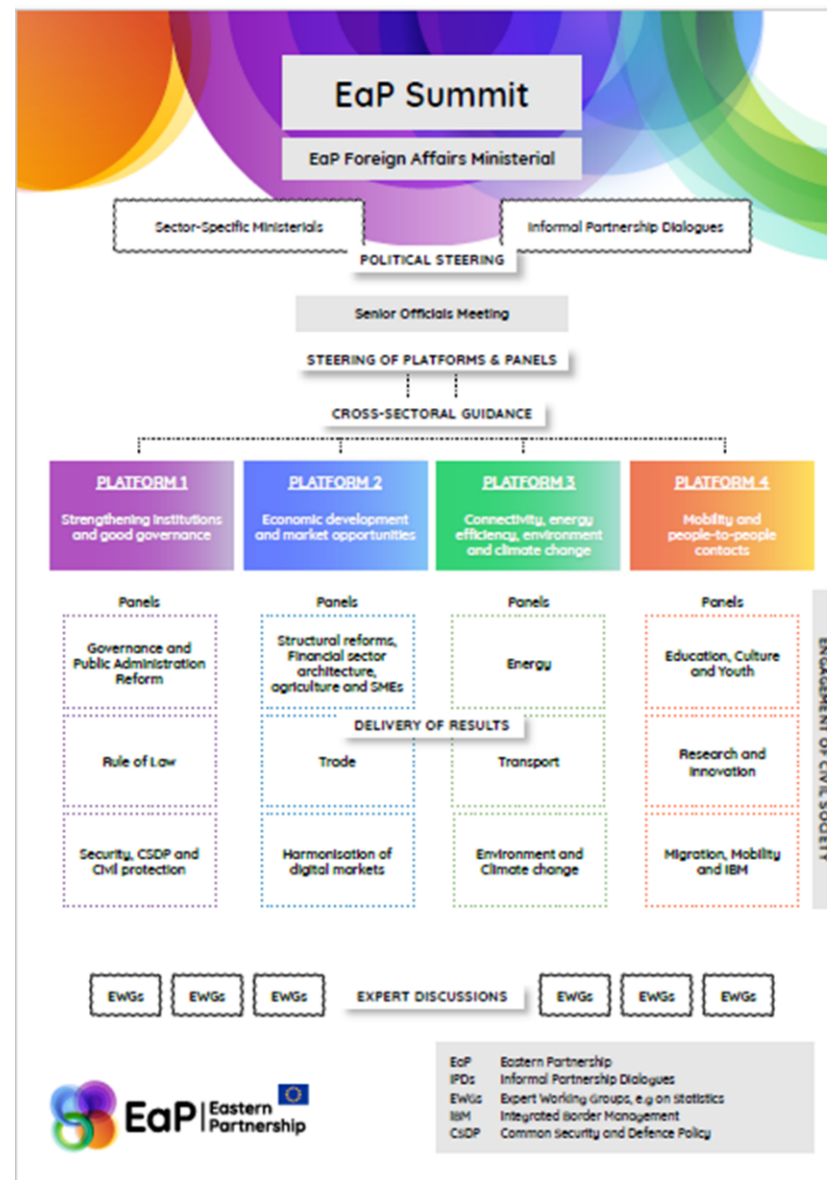 EaP Summit
EaP Foreign Affairs Ministerial
Sector-Specific Ministerials
Informal Partnership Dialogues
POLITICAL STEERING
Senior Officials Meeting
STEERING OF PLATFORMS & PANELS
CROSS-SECTORAL GUIDANCE
PLATFORM 1
Strengthening institutions
and good governance
PLATFORM 2
Economic development
and market opportunities
PLATFORM 3
Connectivity, energy
efficiency, environment
and climate change
PLATFORM 4
Mobility and
people-to-people
contacts
Panels
Panels
Panels
Panels
Governance and
Public Administration
Reform
Structural reforms,
Financial sector
architecture,
agriculture and SMEs
Energy
Education, Culture
and Youth
DELIVERY OF RESULTS
Rule of Law
Trade
Transport
Research and
Innovation
Security, CSDP and
Civil protection
Harmonisation of
digital markets
Environment and
Climate change
Migration, Mobility
and IBM
ENGAGEMENT OF CIVIL SOCIETY
EWGs
EWGs
EWGs
EXPERT DISCUSSIONS
EWGs
EWGs
EWGs
EaP Eastern Partnership
IPDs Informal Partnership Dialogues
EWGs Expert Working Groups, e.g on Statistics
IBM Integrated Border Management
CSDP Common Security and Defence Policy
EaP
Eastern
Partnership